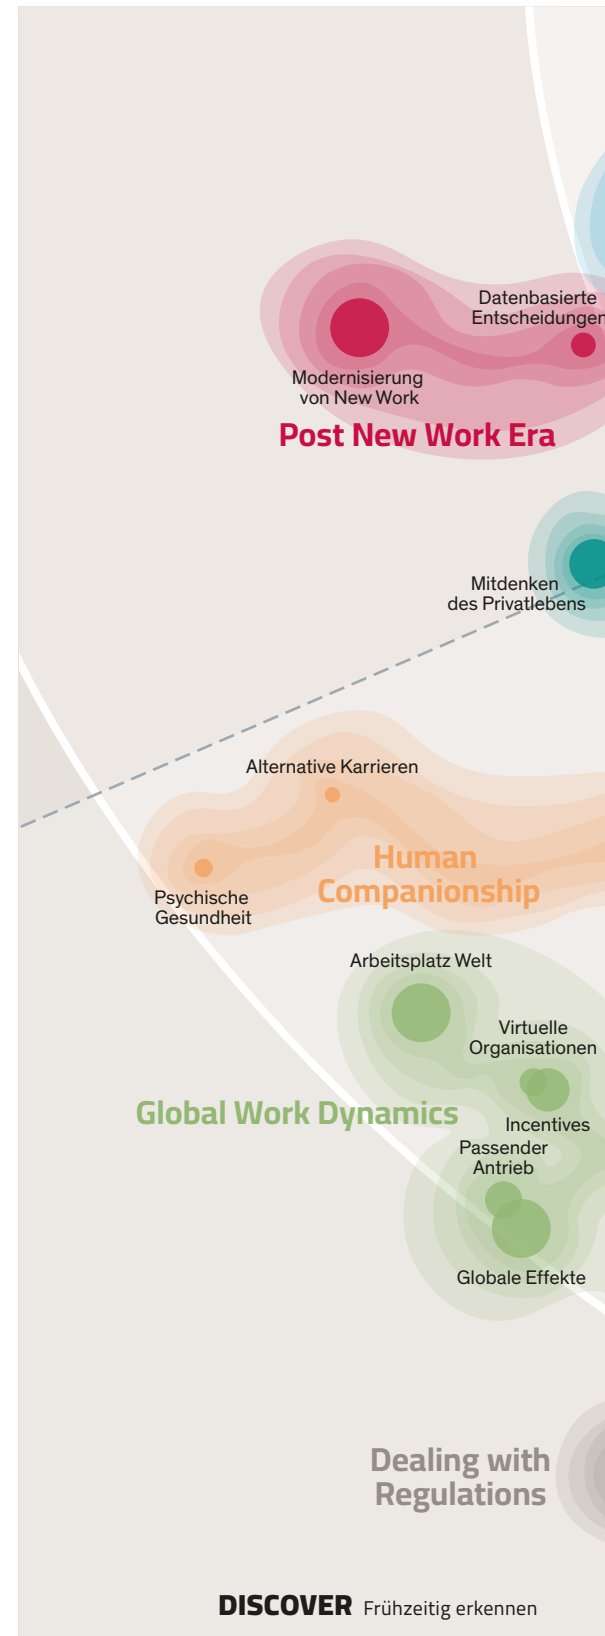 Datenbasierte
Entscheidungen
Modernisierung
von New Work
Post New Work Era
Mitdenken
des Privatlebens
Alternative Karrieren
Human
Companionship
Psychische
Gesundheit
Arbeitsplatz Welt
Virtuelle
Organisationen
Global Work Dynamics
Incentives
Passender
Antrieb
Globale Effekte
Dealing with
Regulations
DISCOVER Frühzeitig erkennen